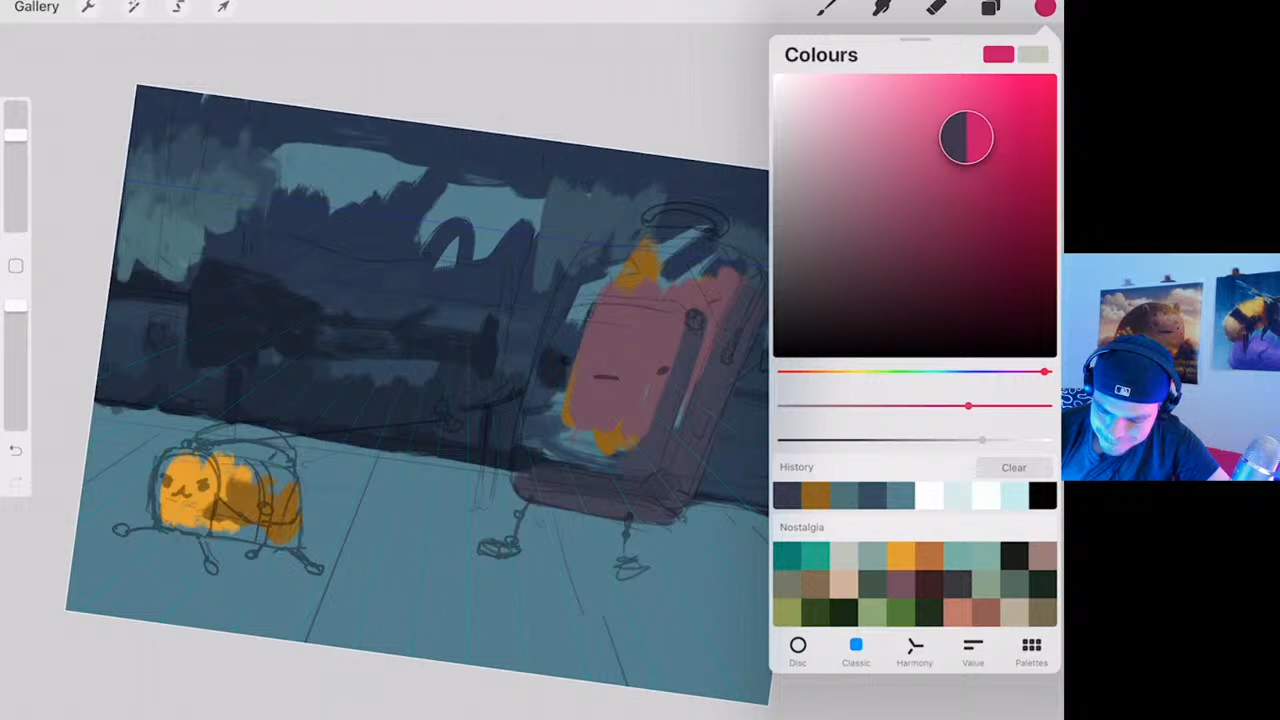 Gallery
Colours
History
Clear
Nostalgia
Disc
Classic
Harmony
Value
Palettes